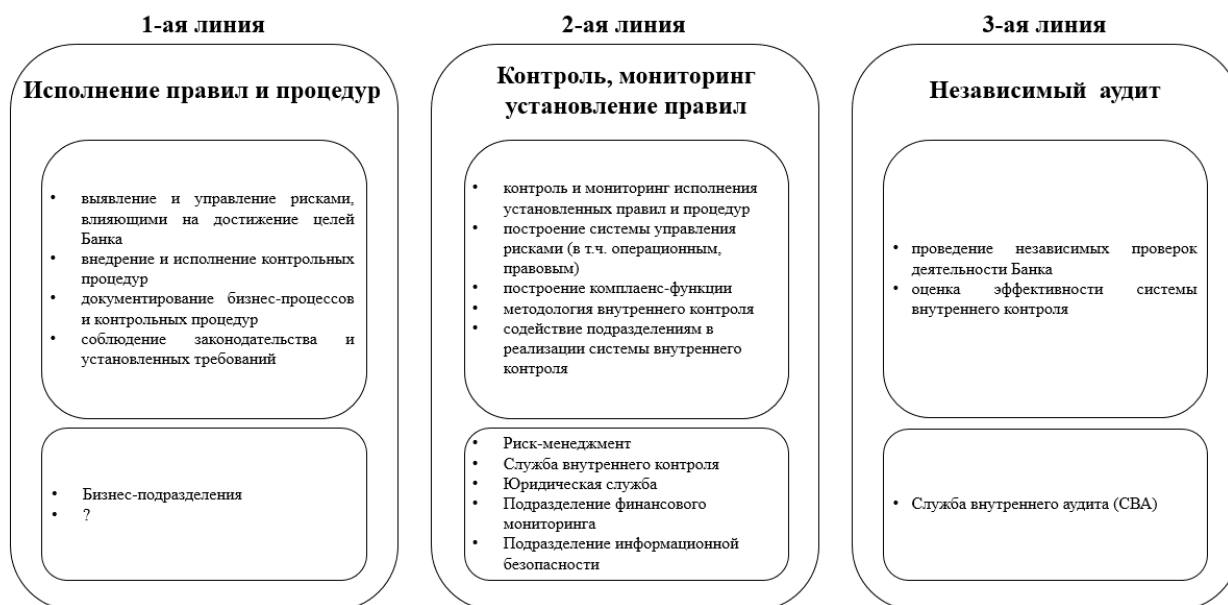 1-ая линия
Исполнение правил и процедур
• выявление и управление рисками,
влияющими на достижение целей
Банка
• внедрение и исполнение контрольных
процедур
• документирование бизнес-процессов
и контрольных процедур
• соблюдение законодательства и
установленных требований
• Бизнес-подразделения
• ?
2-ая линия
Контроль, мониторинг
установление правил
• контроль и мониторинг исполнения
установленных правил и процедур
• построение системы управления
рисками (в т.ч. операционным,
правовым)
• построение комплаенс-функции
• методология внутреннего контроля
• содействие подразделениям в
реализации системы внутреннего
контроля
• Риск-менеджмент
• Служба внутреннего контроля
• Юридическая служба
• Подразделение финансового
мониторинга
• Подразделение информационной
безопасности
3-ая линия
Независимый аудит
• проведение независимых проверок
деятельности Банка
• оценка эффективности системы
внутреннего контроля
• Служба внутреннего аудита (СВА)